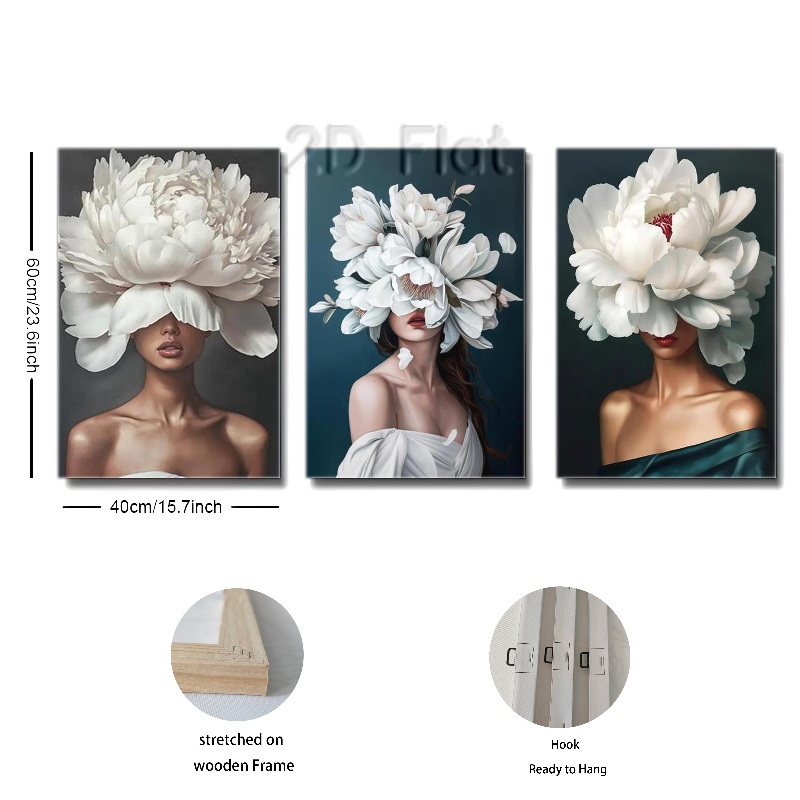 2D Flat
60cm/23.6inch
40cm/15.7inch
stretched on
wooden Frame
Hook
Ready to Hang